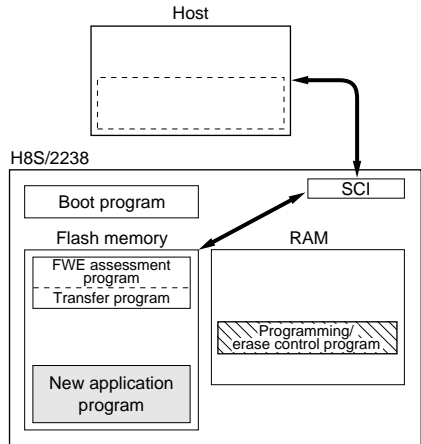 Host
H8S/2238
SCI
Boot program
Flash memory
RAM
FWE assessment
program
Transfer program
Programming/
erase control program
New application
program